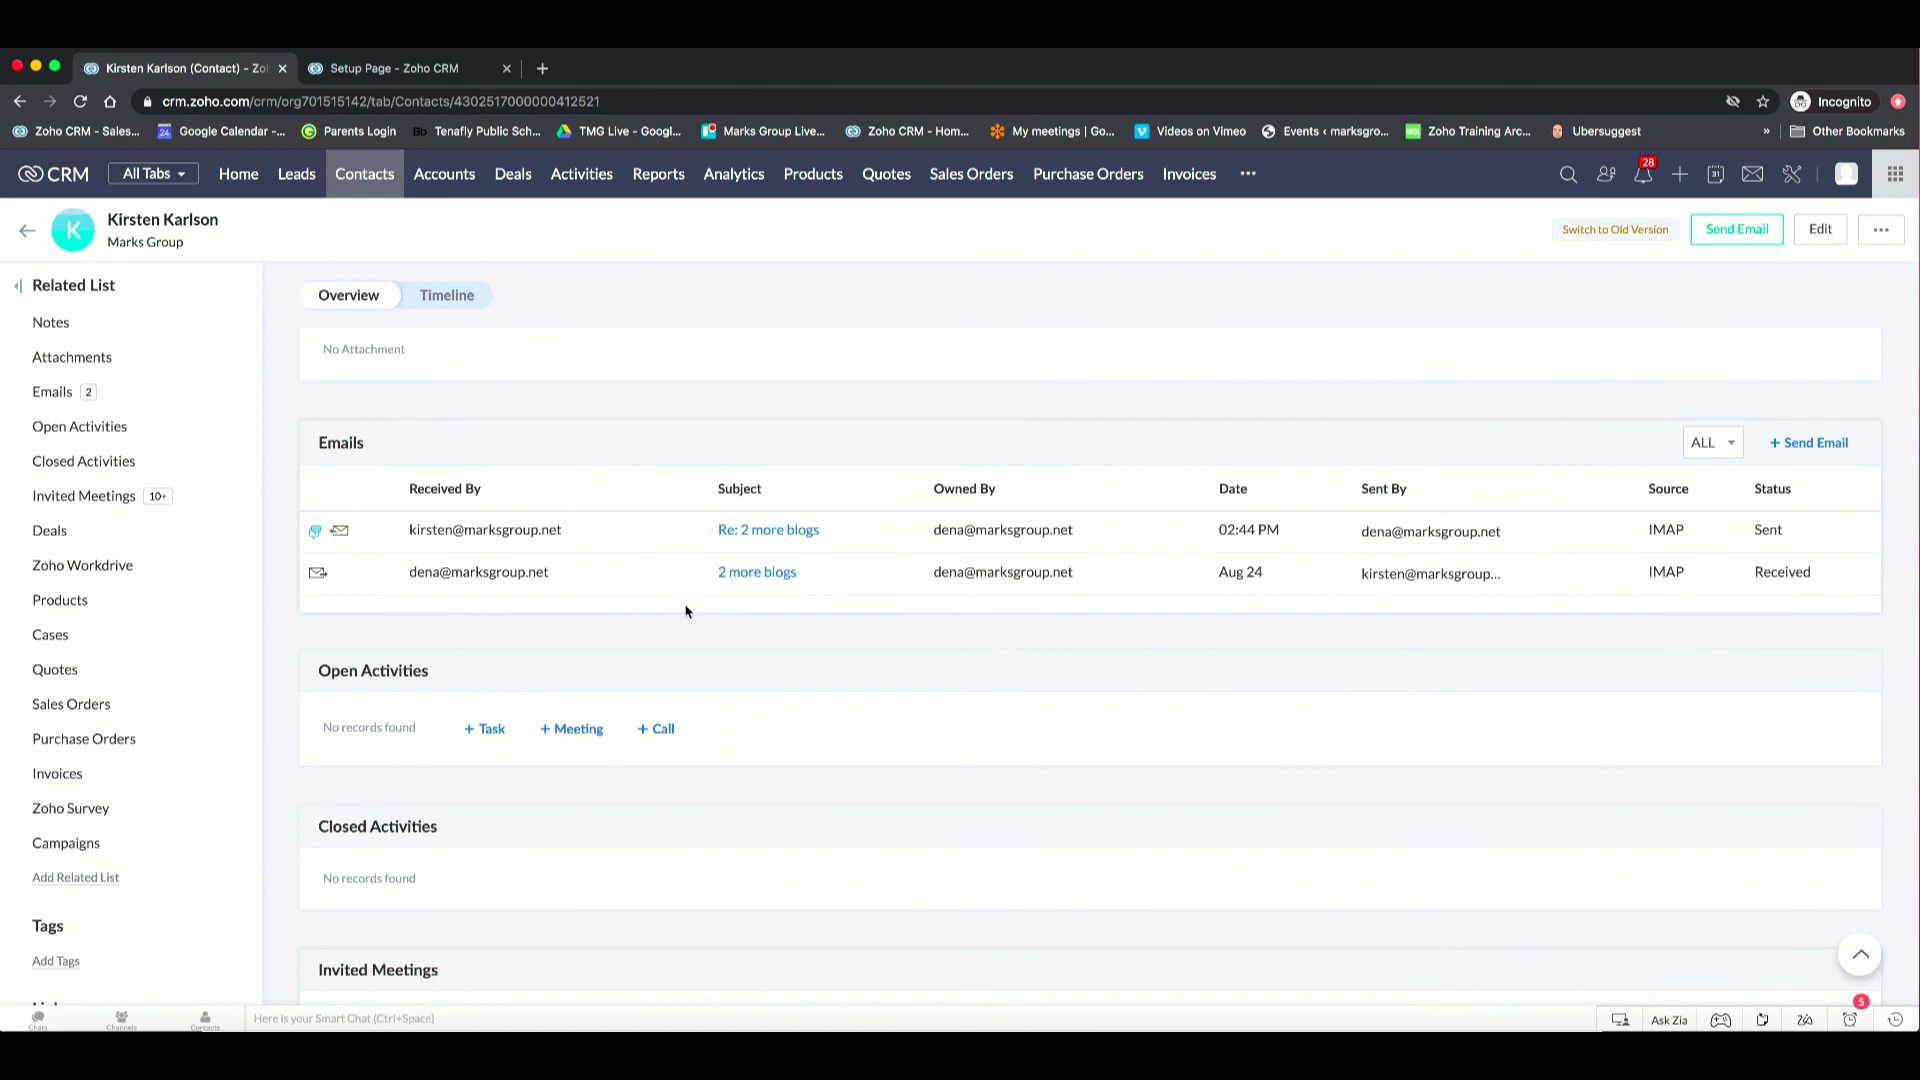 Kirsten Karlson (Contact) - Zo
Setup Page - Zoho CRM
crm.zoho.com/crm/org701515142/tab/Contacts/4302517000000412521
Incognito
Zoho CRM - Sales...
24
Google Calendar -...
Parents Login
Bb
Tenafly Public Sch...
TMG Live - Googl...
Marks Group Live...
Zoho CRM - Hom...
My meetings | Go...
Videos on Vimeo
Events ‹ marksgro...
Zoho Training Arc...
Ubersuggest
»
Other Bookmarks
CRM
All Tabs
Home
Leads
Contacts
Accounts
Deals
Activities
Reports
Analytics
Products
Quotes
Sales Orders
Purchase Orders
Invoices
28
31
K
Kirsten Karlson
Marks Group
Switch to Old Version
Send Email
Edit
Related List
Notes
Attachments
Emails 2
Open Activities
Closed Activities
Invited Meetings 10+
Deals
Zoho Workdrive
Products
Cases
Quotes
Sales Orders
Purchase Orders
Invoices
Zoho Survey
Campaigns
Add Related List
Tags
Add Tags
Overview
Timeline
No Attachment
Emails
ALL
+ Send Email
Received By Subject Owned By Date Sent By Source Status
kirsten@marksgroup.net Re: 2 more blogs dena@marksgroup.net 02:44 PM dena@marksgroup.net IMAP Sent
dena@marksgroup.net 2 more blogs dena@marksgroup.net Aug 24 kirsten@marksgroup... IMAP Received
Open Activities
No records found + Task + Meeting + Call
Closed Activities
No records found
Invited Meetings
5
Chats
Channels
Contacts
Here is your Smart Chat (Ctrl+Space)
Ask Zia